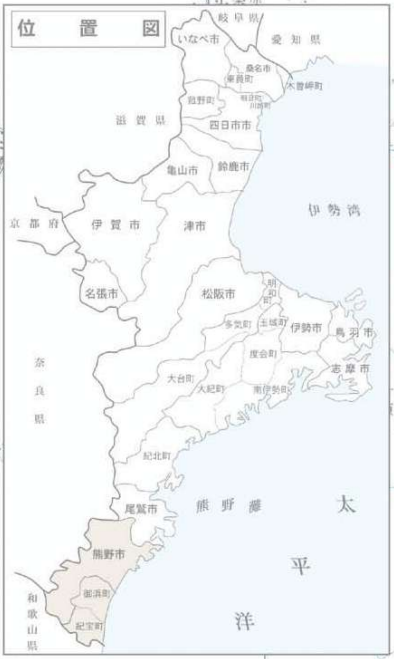 位置図
岐阜県
愛知県
いなべ市
桑名市
東員町
木曽岬町
菰野町
朝日町
川越町
四日市市
滋賀県
亀山市
鈴鹿市
伊勢湾
京都府
伊賀市
津市
名張市
松阪市
明和町
多気町
玉城町
伊勢市
鳥羽市
度会町
志摩市
奈良県
大台町
大紀町
南伊勢町
紀北町
尾鷲市
熊野灘
太平洋
熊野市
御浜町
和歌山県
紀宝町